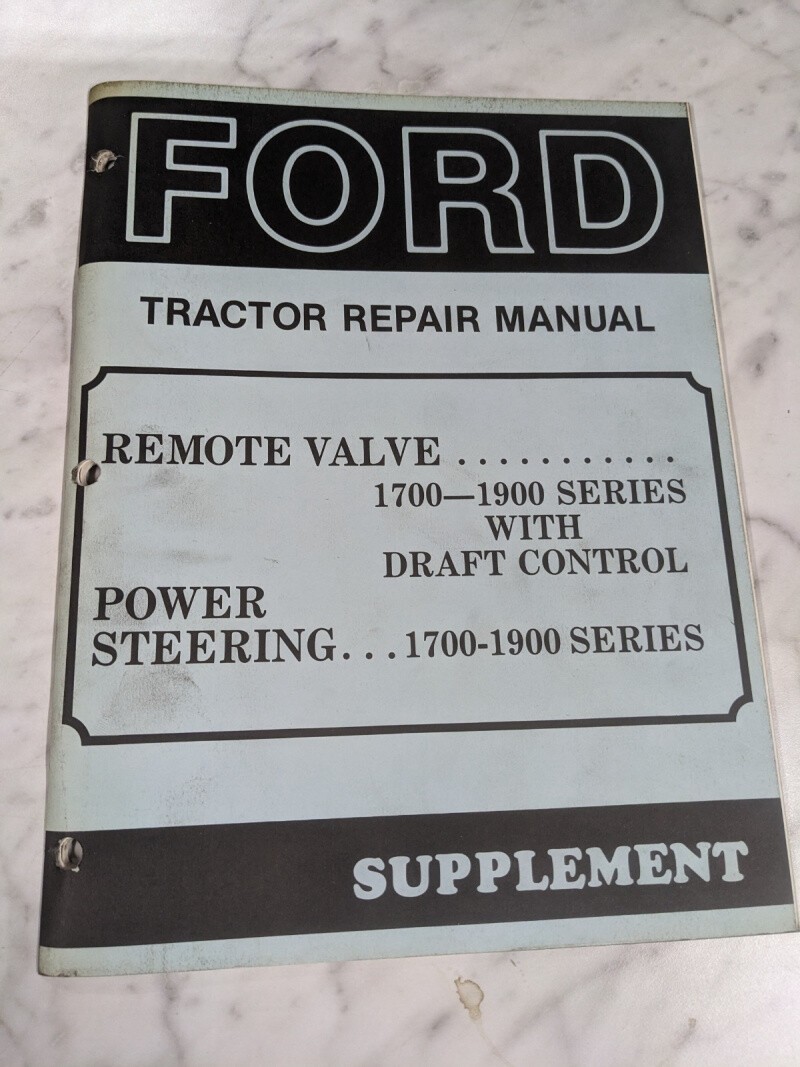 FORD
TRACTOR REPAIR MANUAL
REMOTE VALVE ...........
1700—1900 SERIES
WITH
DRAFT CONTROL
POWER
STEERING...1700-1900 SERIES
SUPPLEMENT